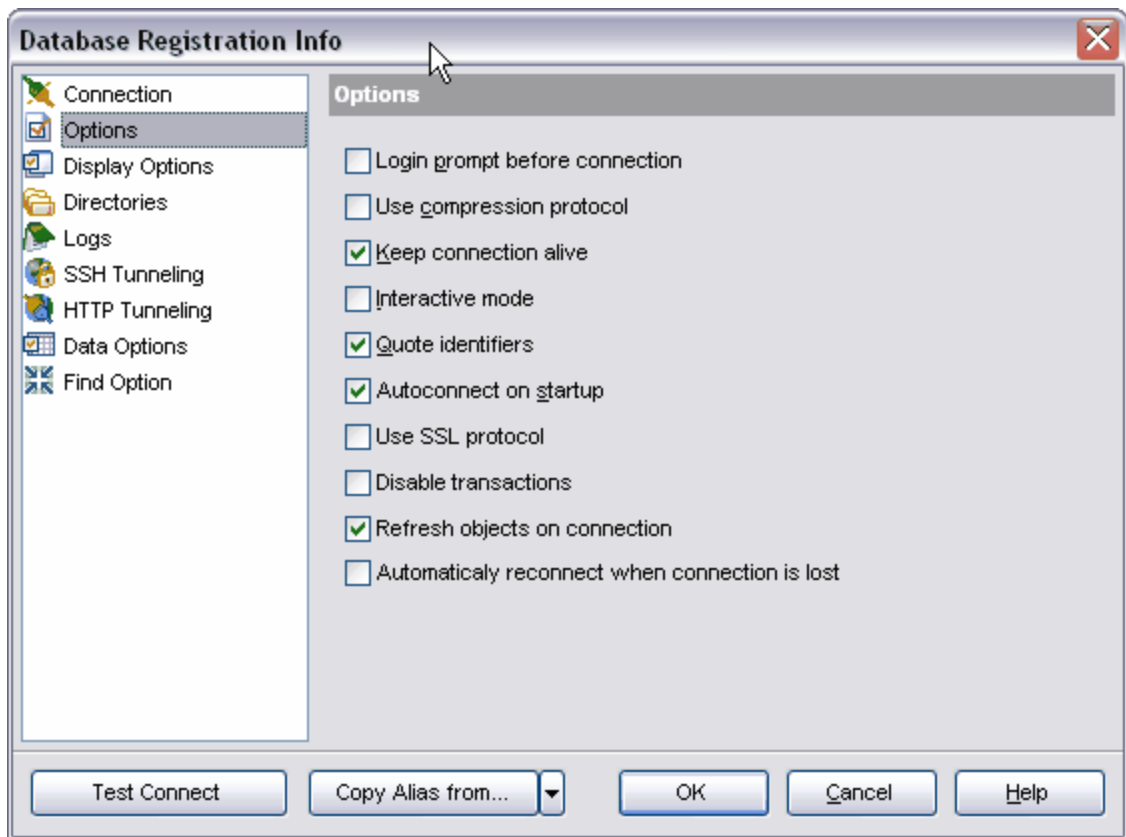 Database Registration Info
Connection
Options
Display Options
Directories
Logs
SSH Tunneling
HTTP Tunneling
Data Options
Find Option
Options
Login prompt before connection
Use compression protocol
Keep connection alive
Interactive mode
Quote identifiers
Autoconnect on startup
Use SSL protocol
Disable transactions
Refresh objects on connection
Automaticaly reconnect when connection is lost
Test Connect
Copy Alias from...
OK
Cancel
Help